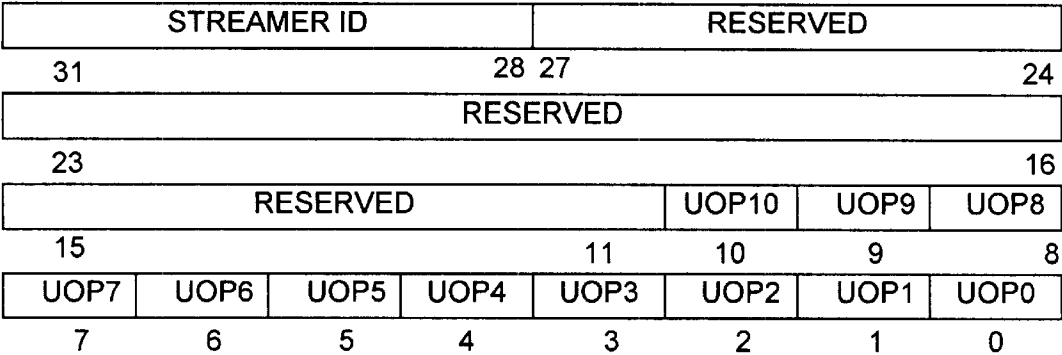 STREAMER ID RESERVED
31 28 27 24
RESERVED
23 16
RESERVED UOP10 UOP9 UOP8
15 11 10 9 8
UOP7 UOP6 UOP5 UOP4 UOP3 UOP2 UOP1 UOP0
7 6 5 4 3 2 1 0